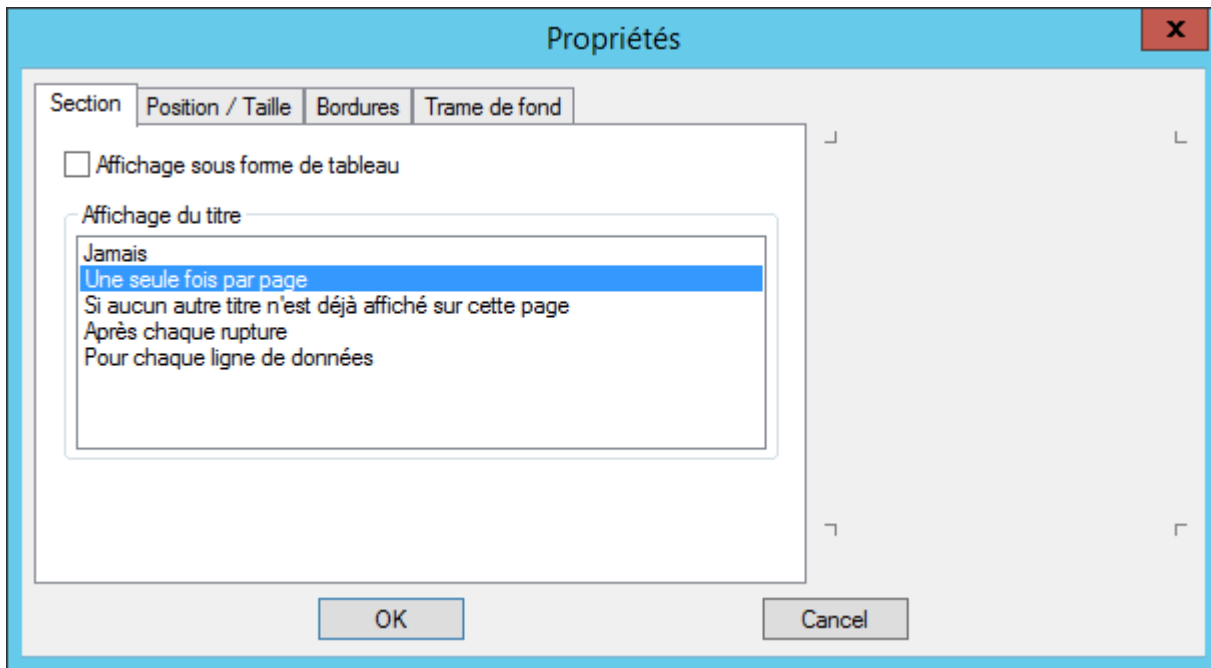 Propriétés
x
Section
Position / Taille
Bordures
Trame de fond
Affichage sous forme de tableau
Affichage du titre
Jamais
Une seule fois par page
Si aucun autre titre n'est déjà affiché sur cette page
Après chaque rupture
Pour chaque ligne de données
OK
Cancel